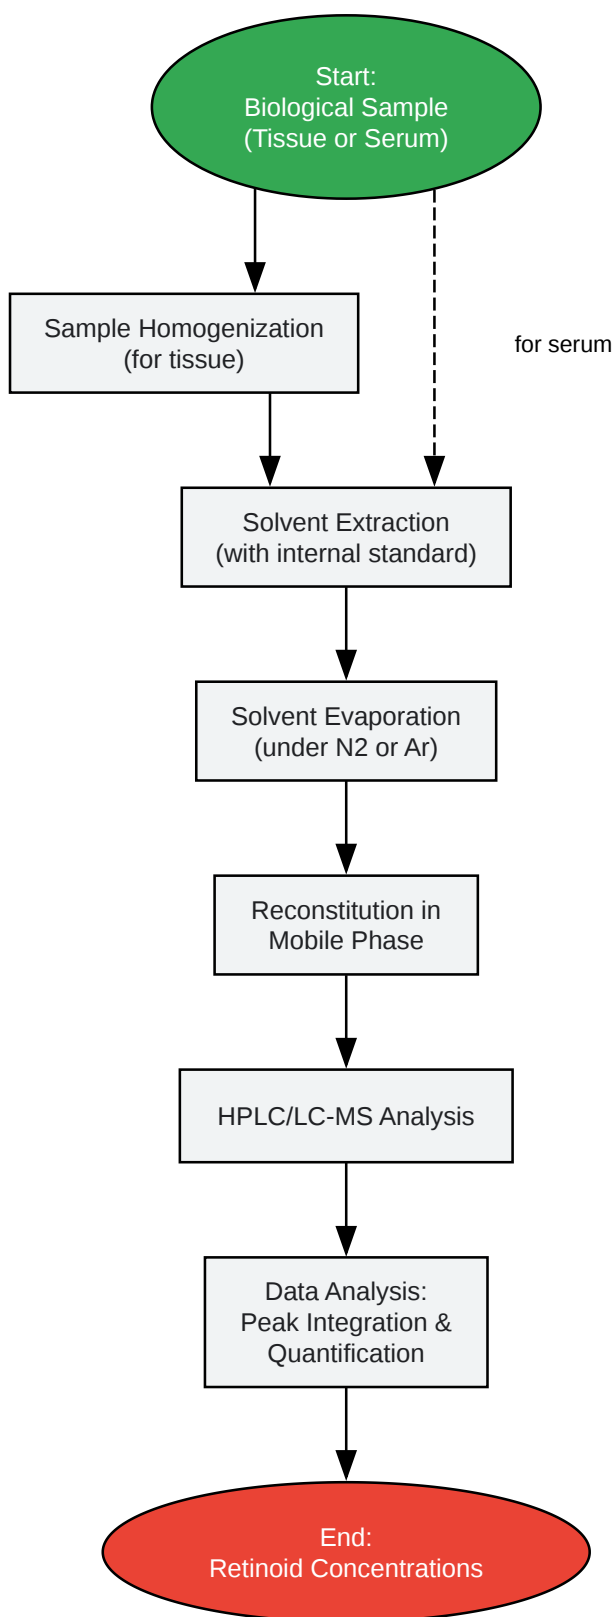 Start:
Biological Sample
(Tissue or Serum)
Sample Homogenization
(for tissue)
for serum
Solvent Extraction
(with internal standard)
Solvent Evaporation
(under N2 or Ar)
Reconstitution in
Mobile Phase
HPLC/LC-MS Analysis
Data Analysis:
Peak Integration &
Quantification
End:
Retinoid Concentrations